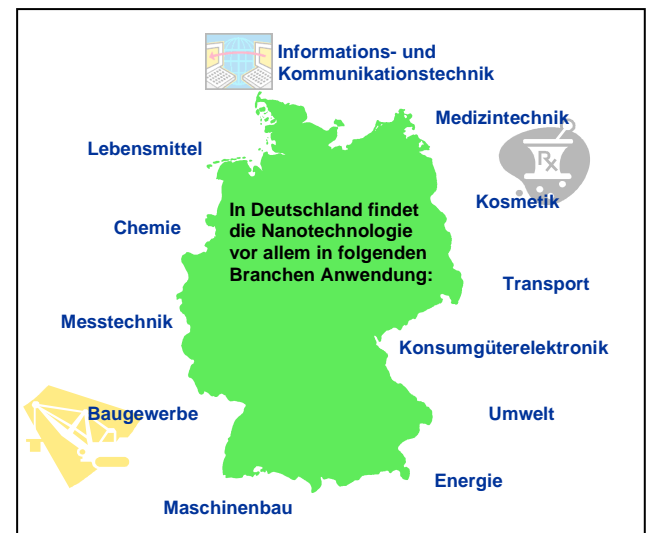 Informations- und
Kommunikationstechnik
Medizintechnik
Lebensmittel
Rx
Kosmetik
In Deutschland findet
die Nanotechnologie
vor allem in folgenden
Branchen Anwendung:
Chemie
Transport
Messtechnik
Konsumgüterelektronik
Baugewerbe
Umwelt
Energie
Maschinenbau